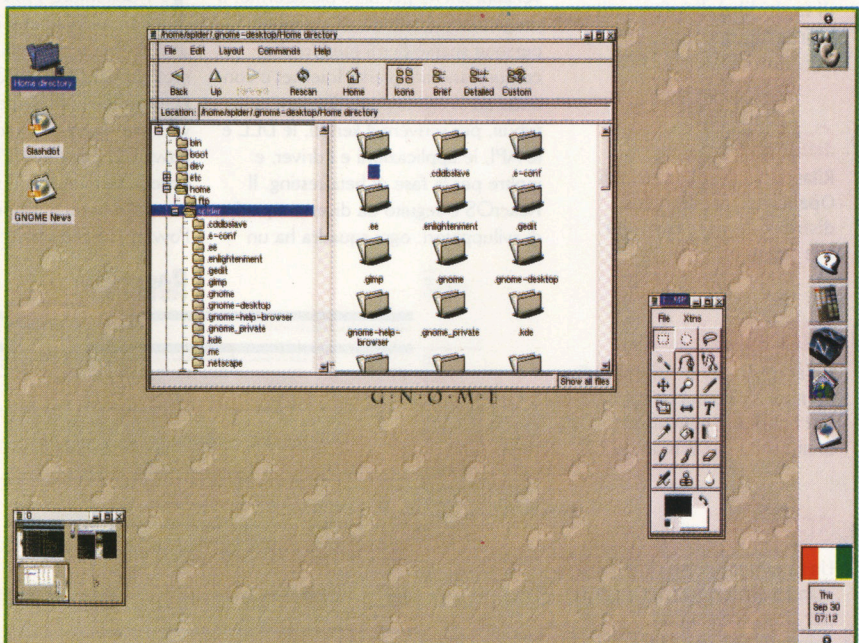 /home/spider/.gnome-desktop/Home directory
File Edit Layout Commands Help
Back Up Rescan Home Icons Brief Detailed Custom
Location: /home/spider/.gnome-desktop/Home directory
Home directory
Slashdot
GNOME News
/
bin
boot
dev
etc
home
ftp
spider
.cddbslave
.e-conf
.ee
.enlightenment
.gedit
.gimp
.gnome
.gnome-desktop
.gnome-help-browser
.gnome_private
.kde
.mc
.netscape
.cddbslave .e-conf
.ee .enlightenment .gedit
.gimp .gnome .gnome-desktop
.gnome-help-browser .gnome_private .kde
Show all files
G·N·O·M·E
File Xtns
T
0
Thu
Sep 30
07:12